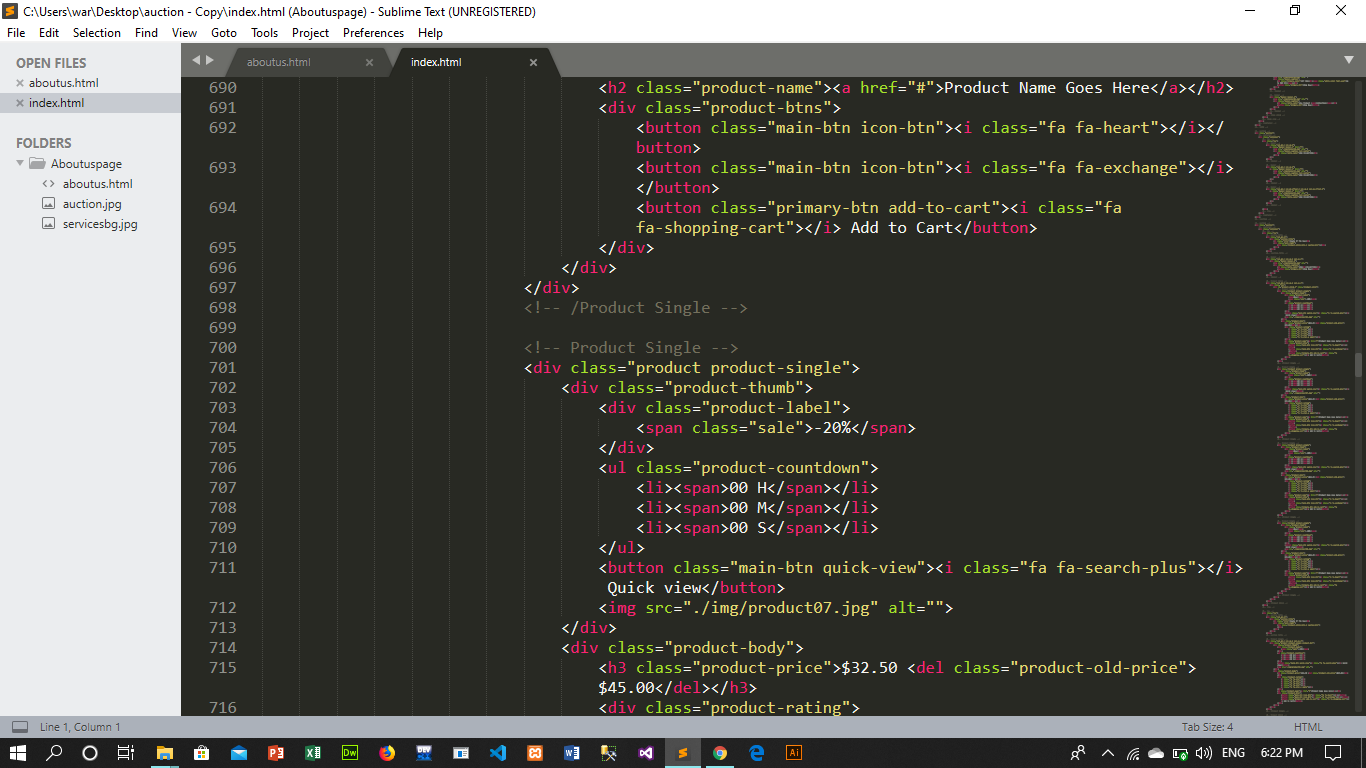 C:\Users\war\Desktop\auction - Copy\index.html (Aboutuspage) - Sublime Text (UNREGISTERED)
File Edit Selection Find View Goto Tools Project Preferences Help
OPEN FILES
aboutus.html
index.html
FOLDERS
Aboutuspage
aboutus.html
auction.jpg
servicesbg.jpg
aboutus.html index.html
690 <h2 class="product-name"><a href="#">Product Name Goes Here</a></h2>
691 <div class="product-btns">
692 <button class="main-btn icon-btn"><i class="fa fa-heart"></i></
button>
693 <button class="main-btn icon-btn"><i class="fa fa-exchange"></i>
</button>
694 <button class="primary-btn add-to-cart"><i class="fa
fa-shopping-cart"></i> Add to Cart</button>
695 </div>
696 </div>
697 </div>
698 <!-- /Product Single -->
699
700 <!-- Product Single -->
701 <div class="product product-single">
702 <div class="product-thumb">
703 <div class="product-label">
704 <span class="sale">-20%</span>
705 </div>
706 <ul class="product-countdown">
707 <li><span>00 H</span></li>
708 <li><span>00 M</span></li>
709 <li><span>00 S</span></li>
710 </ul>
711 <button class="main-btn quick-view"><i class="fa fa-search-plus"></i>
Quick view</button>
712 <img src="./img/product07.jpg" alt="">
713 </div>
714 <div class="product-body">
715 <h3 class="product-price">$32.50 <del class="product-old-price">
$45.00</del></h3>
716 <div class="product-rating">
Line 1, Column 1 Tab Size: 4 HTML
Dw DEV Ai ENG 6:22 PM